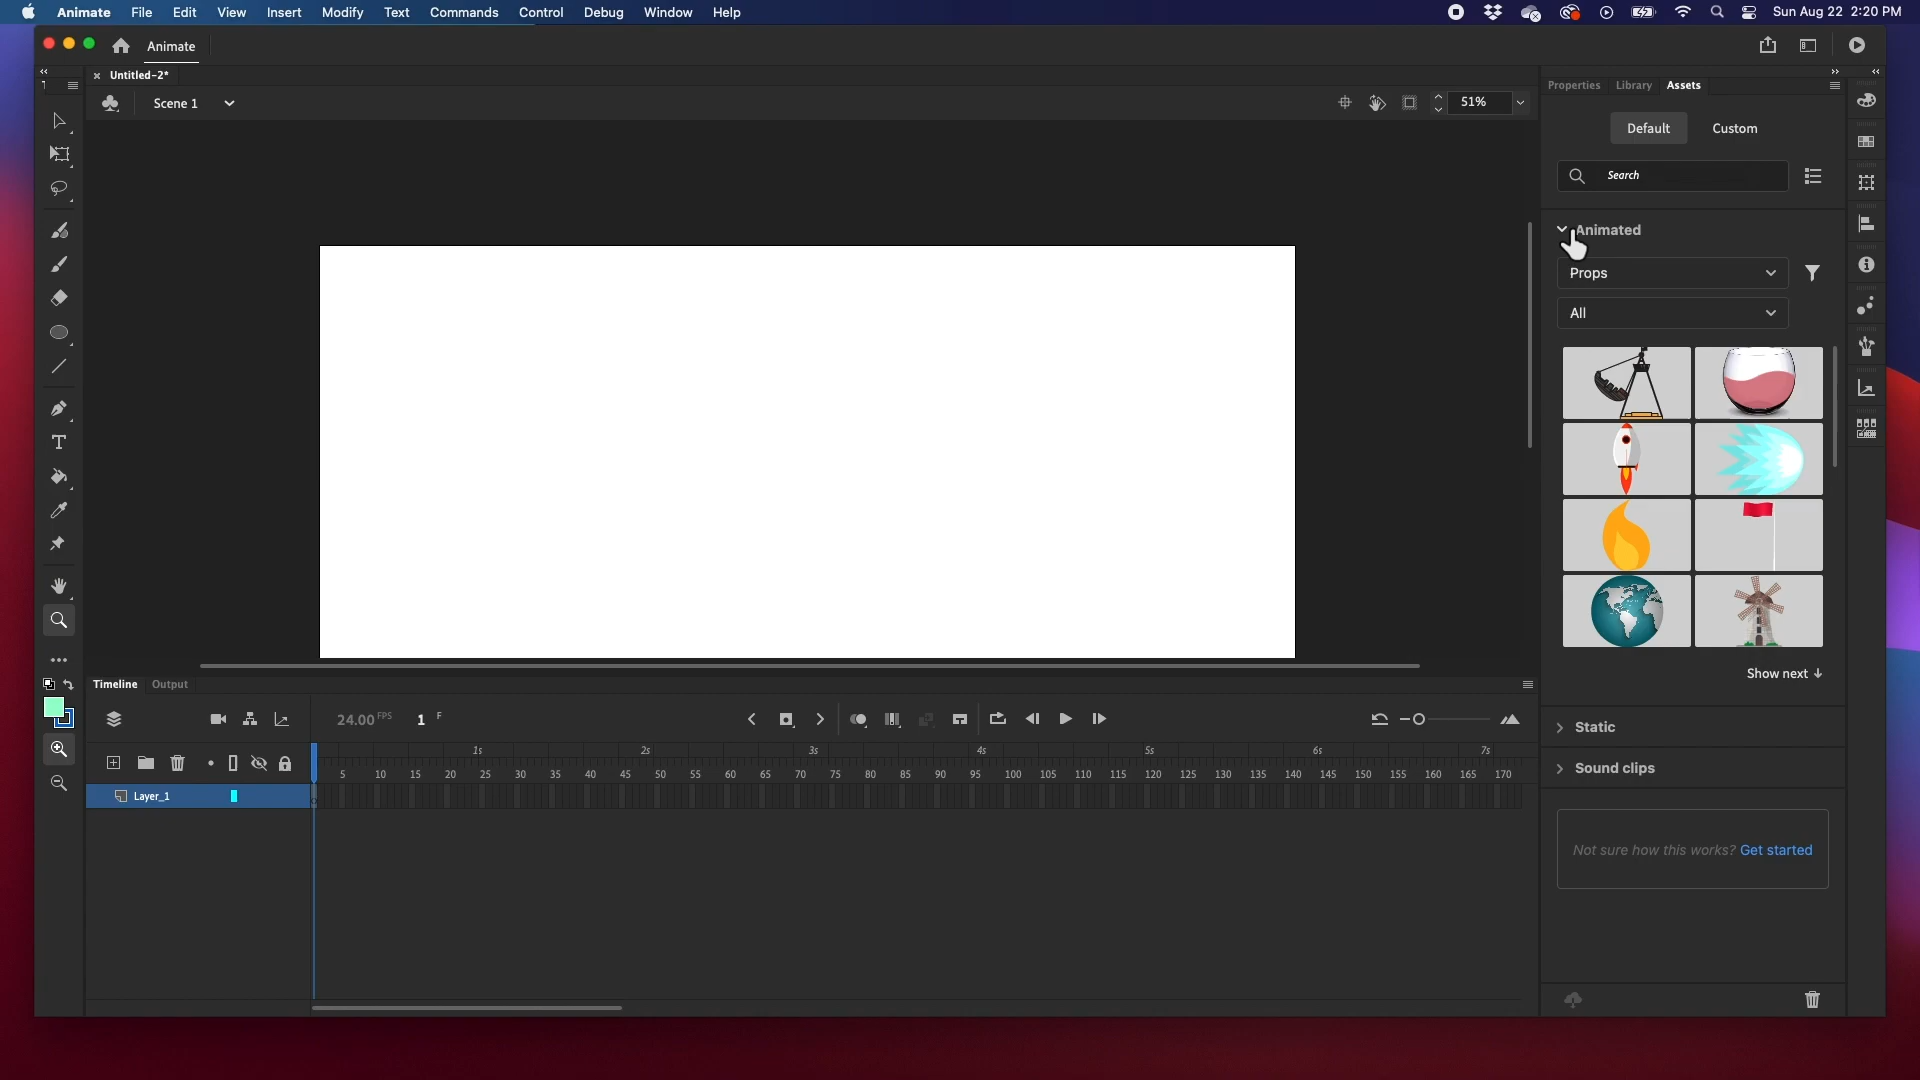 Animate File Edit View Insert Modify Text Commands Control Debug Window Help Sun Aug 22 2:20 PM
Animate
Untitled-2*
Scene 1 51%
Properties Library Assets
Default Custom
Search
Animated
Props
All
Show next ↓
Static
Sound clips
Not sure how this works? Get started
Timeline Output
24.00 FPS 1 F
1s 2s 3s 4s 5s 6s 7s
5 10 15 20 25 30 35 40 45 50 55 60 65 70 75 80 85 90 95 100 105 110 115 120 125 130 135 140 145 150 155 160 165 170
Layer_1